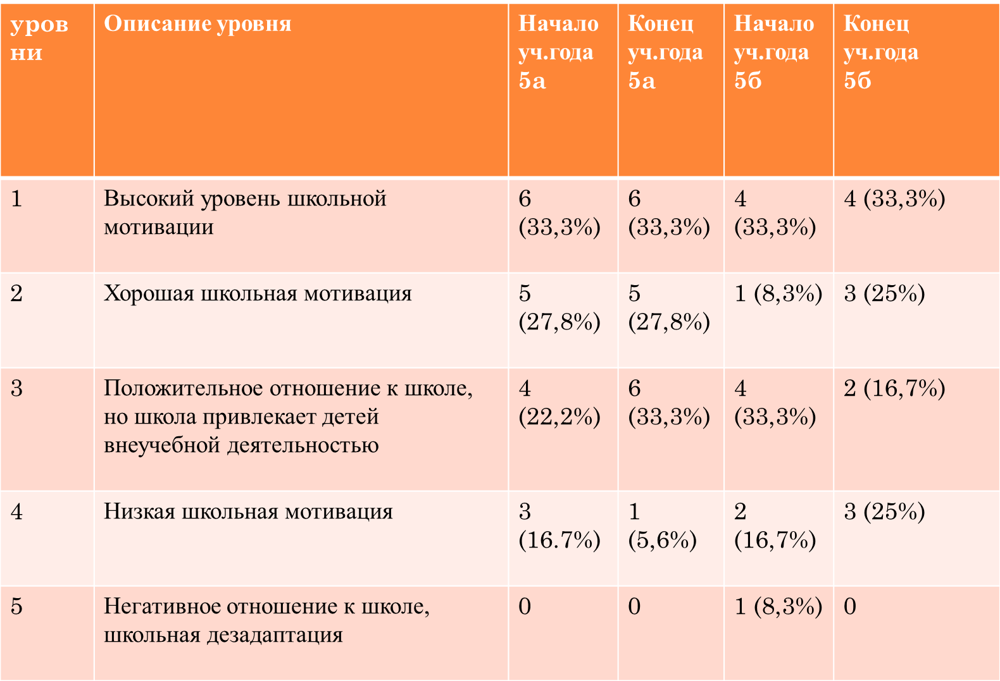 уров
ни
Описание уровня
Начало
уч.года
5а
Конец
уч.года
5а
Начало
уч.года
5б
Конец
уч.года
5б
1
Высокий уровень школьной
мотивации
6
(33,3%)
6
(33,3%)
4
(33,3%)
4 (33,3%)
2
Хорошая школьная мотивация
5
(27,8%)
5
(27,8%)
1 (8,3%)
3 (25%)
3
Положительное отношение к школе,
но школа привлекает детей
внеучебной деятельностью
4
(22,2%)
6
(33,3%)
4
(33,3%)
2 (16,7%)
4
Низкая школьная мотивация
3
(16.7%)
1
(5,6%)
2
(16,7%)
3 (25%)
5
Негативное отношение к школе,
школьная дезадаптация
0
0
1 (8,3%)
0